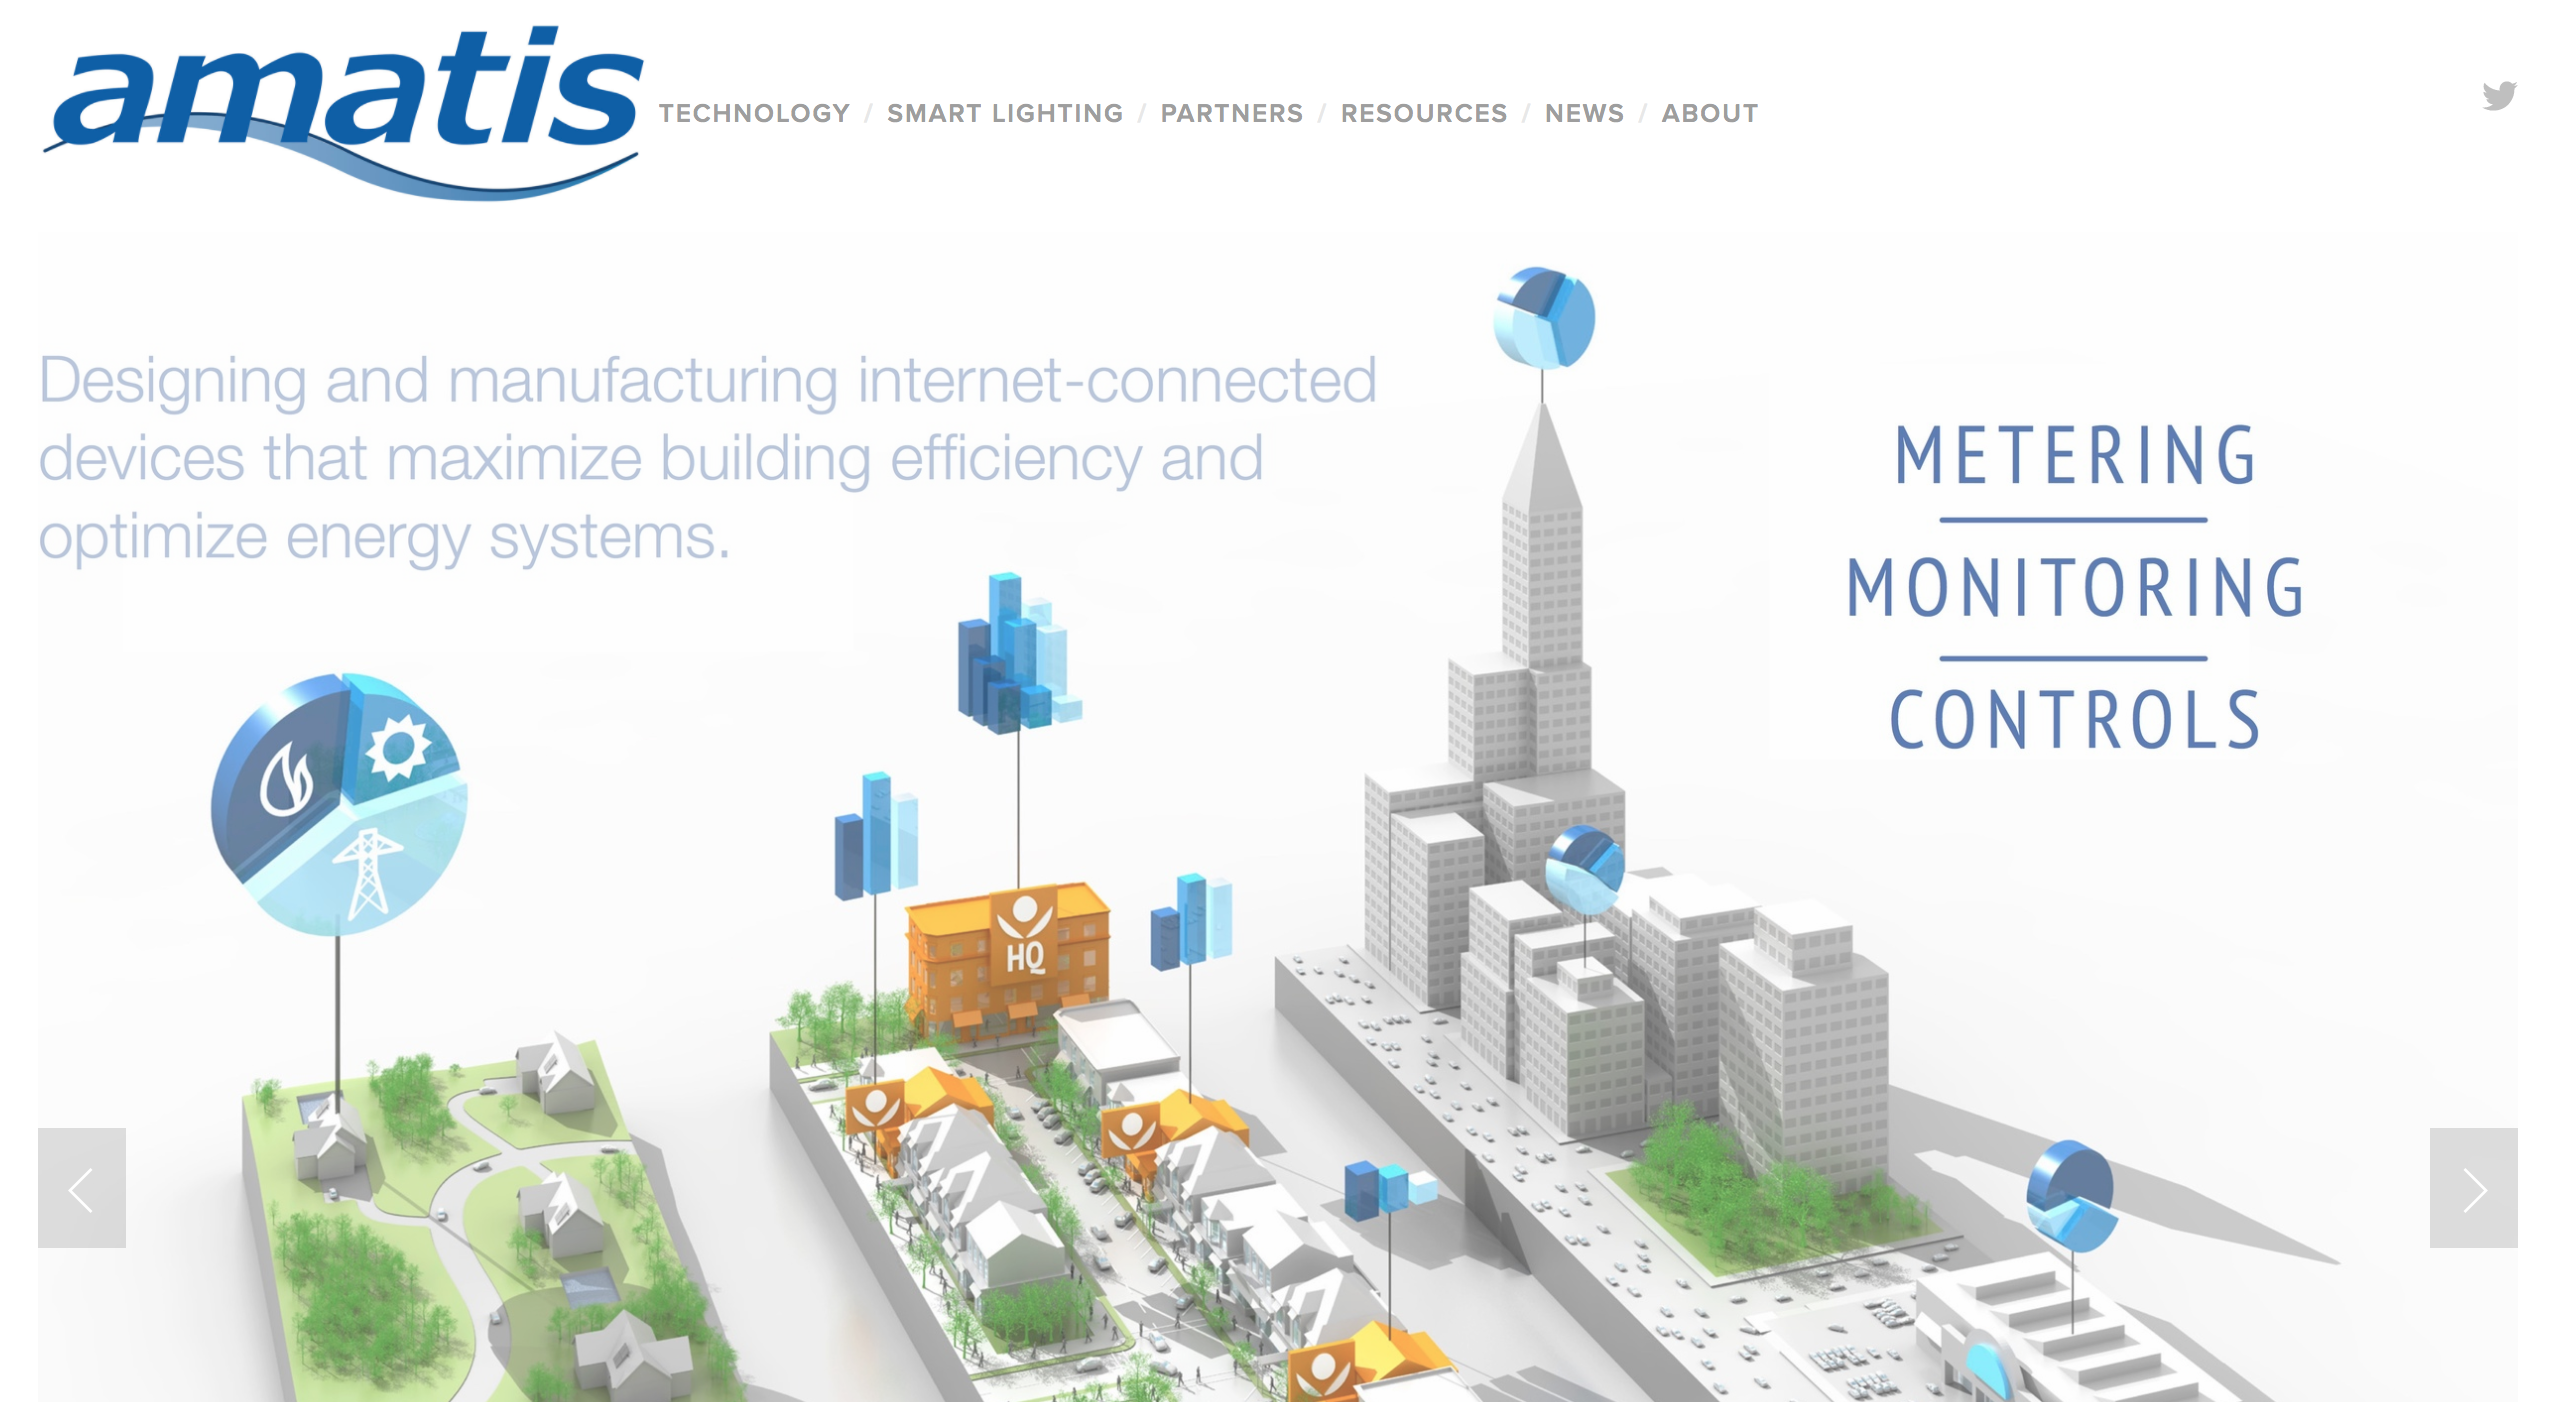 amatis
TECHNOLOGY / SMART LIGHTING / PARTNERS / RESOURCES / NEWS / ABOUT
Designing and manufacturing internet-connected
devices that maximize building efficiency and
optimize energy systems.
METERING
MONITORING
CONTROLS
HQ